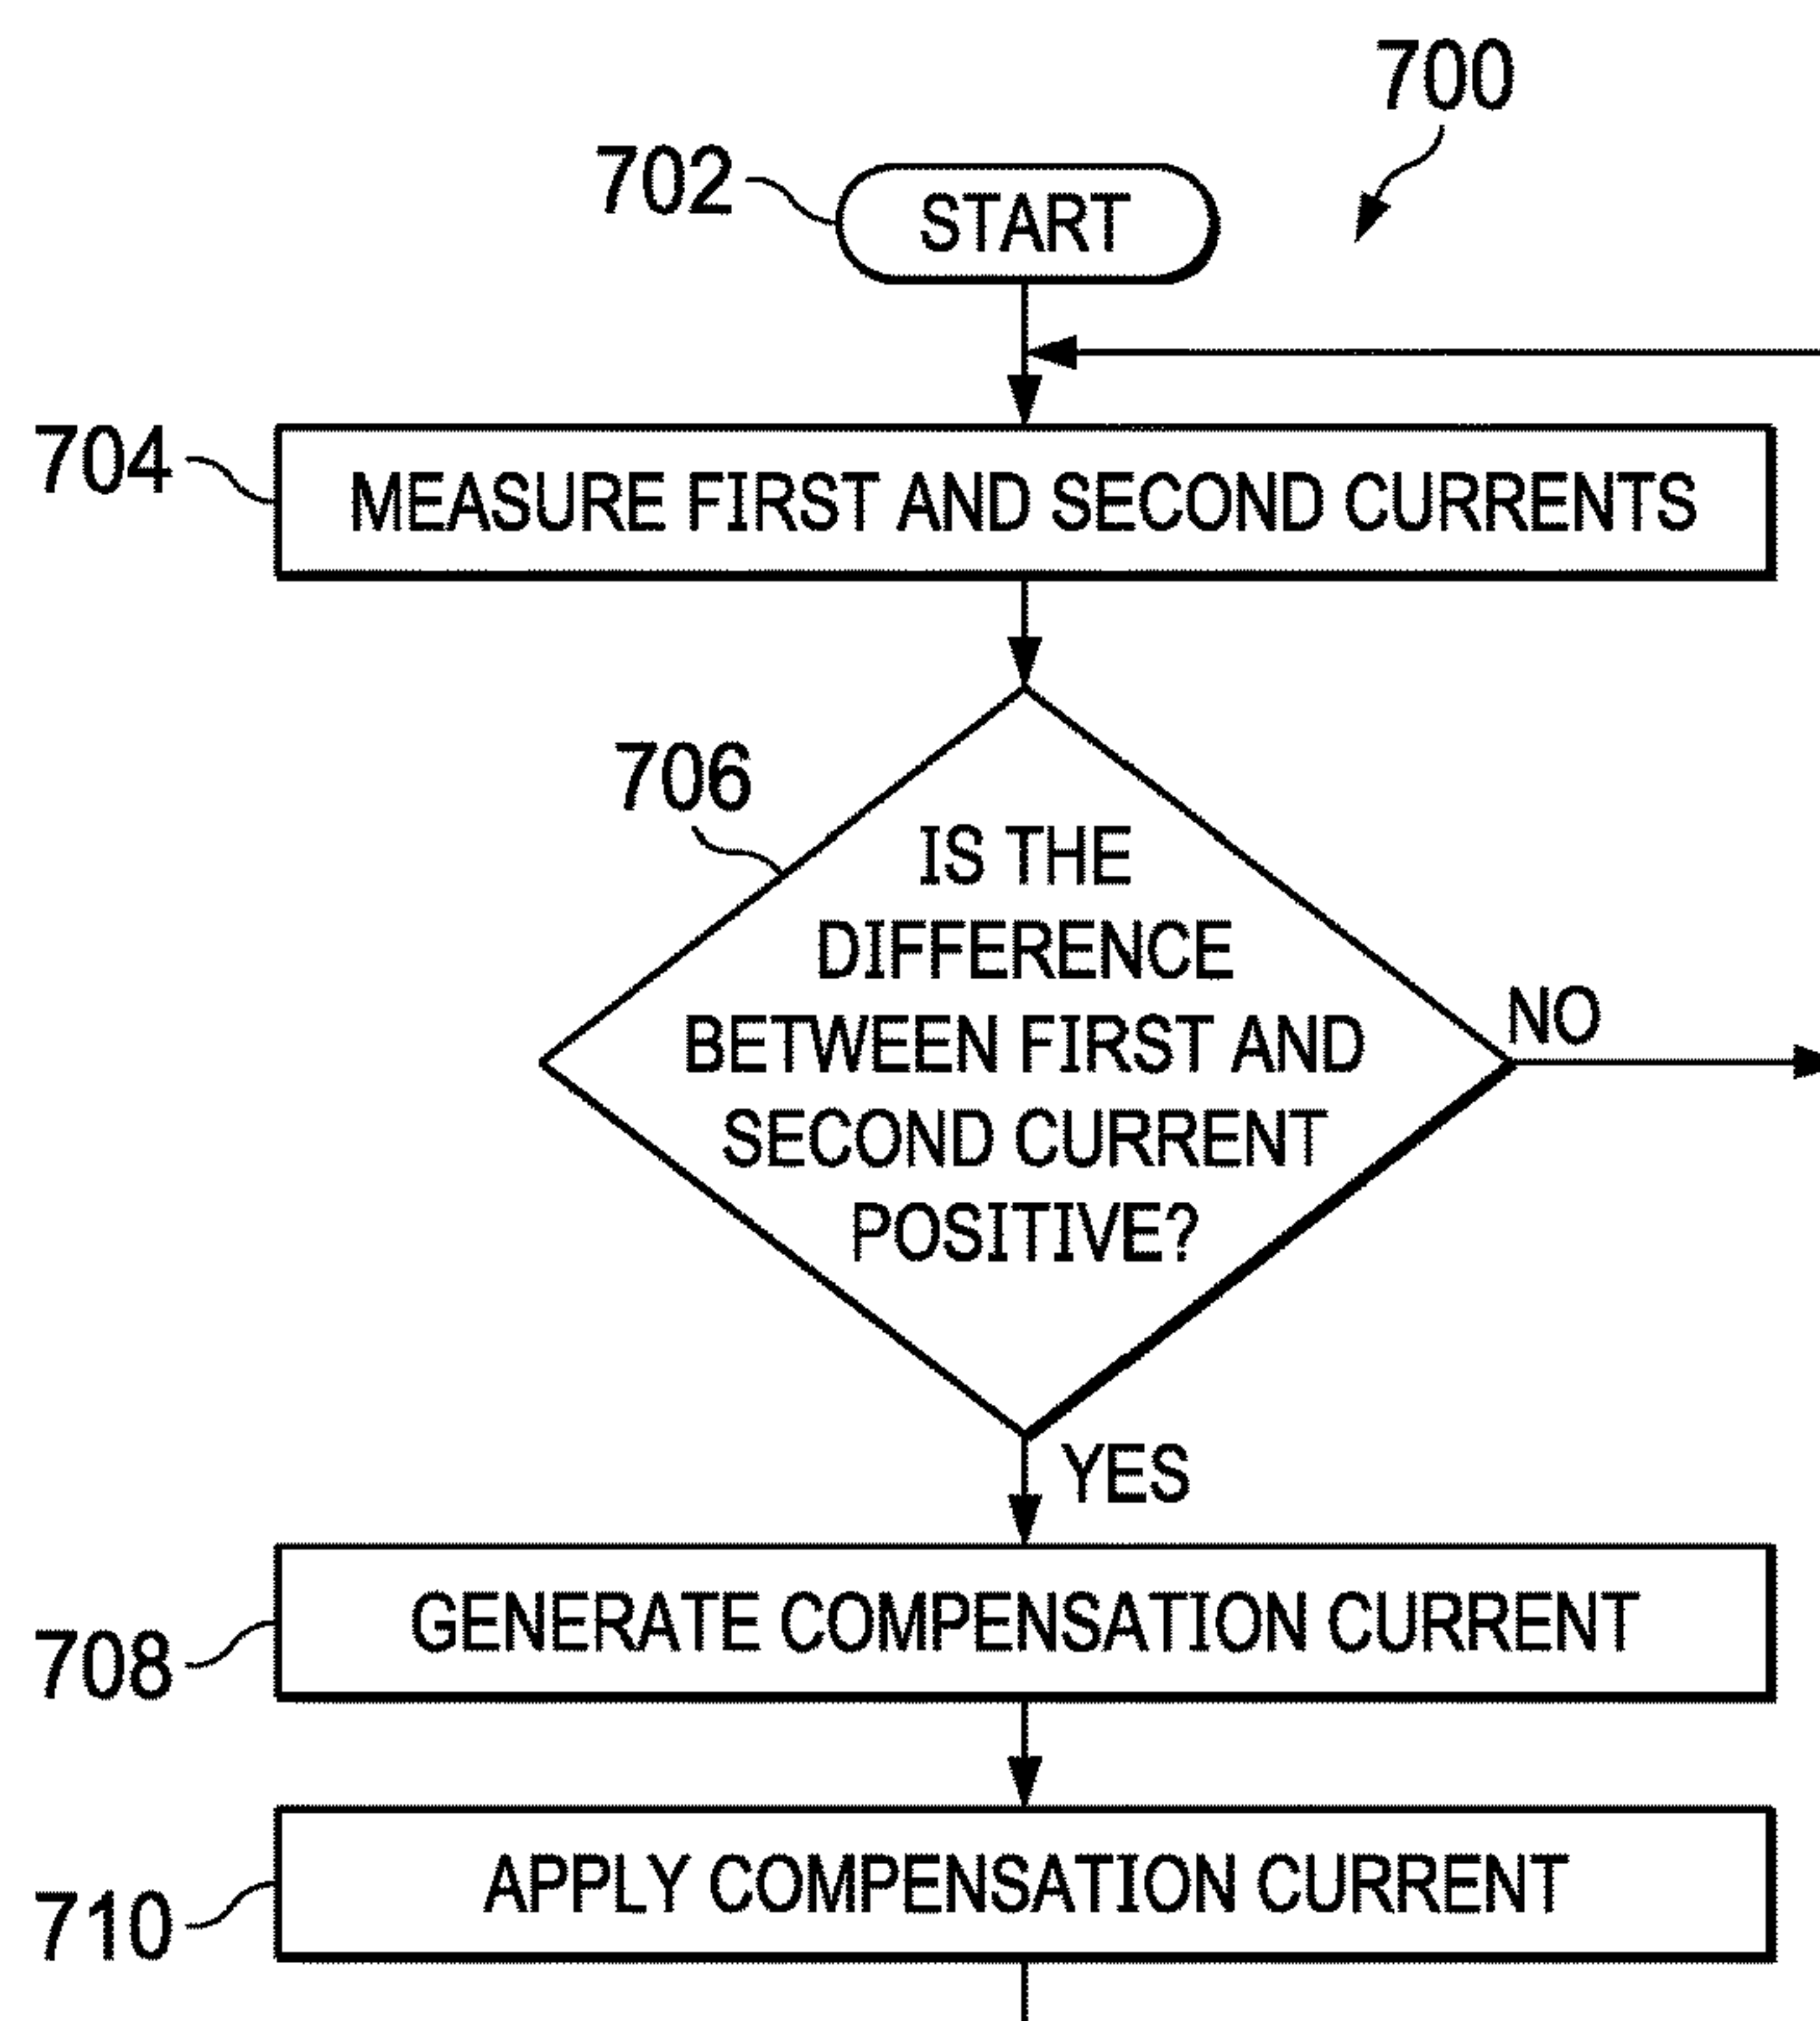 700
702
START
704
MEASURE FIRST AND SECOND CURRENTS
706
IS THE
DIFFERENCE
BETWEEN FIRST AND
SECOND CURRENT
POSITIVE?
NO
YES
708
GENERATE COMPENSATION CURRENT
710
APPLY COMPENSATION CURRENT